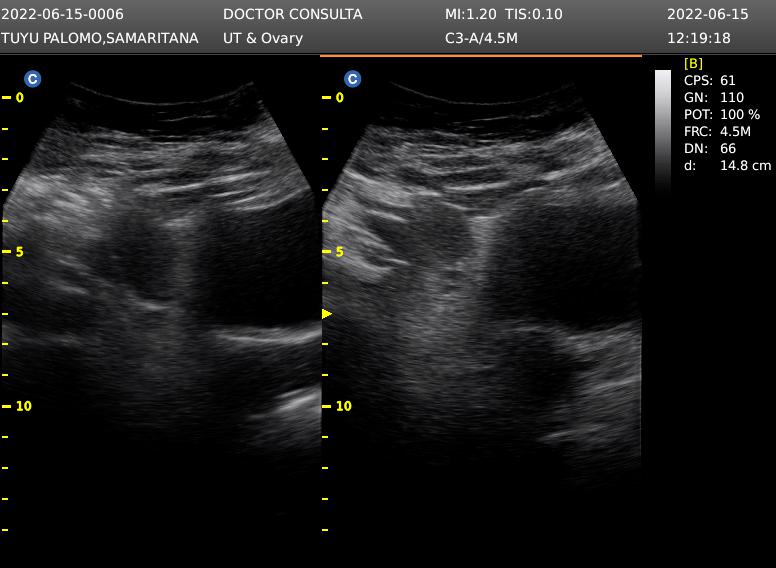 2022-06-15-0006 DOCTOR CONSULTA MI:1.20 TIS:0.10 2022-06-15
TUYU PALOMO,SAMARITANA UT & Ovary C3-A/4.5M 12:19:18
[B]
CPS: 61
GN: 110
POT: 100 %
FRC: 4.5M
DN: 66
d: 14.8 cm
C C
0 0
5 5
10 10